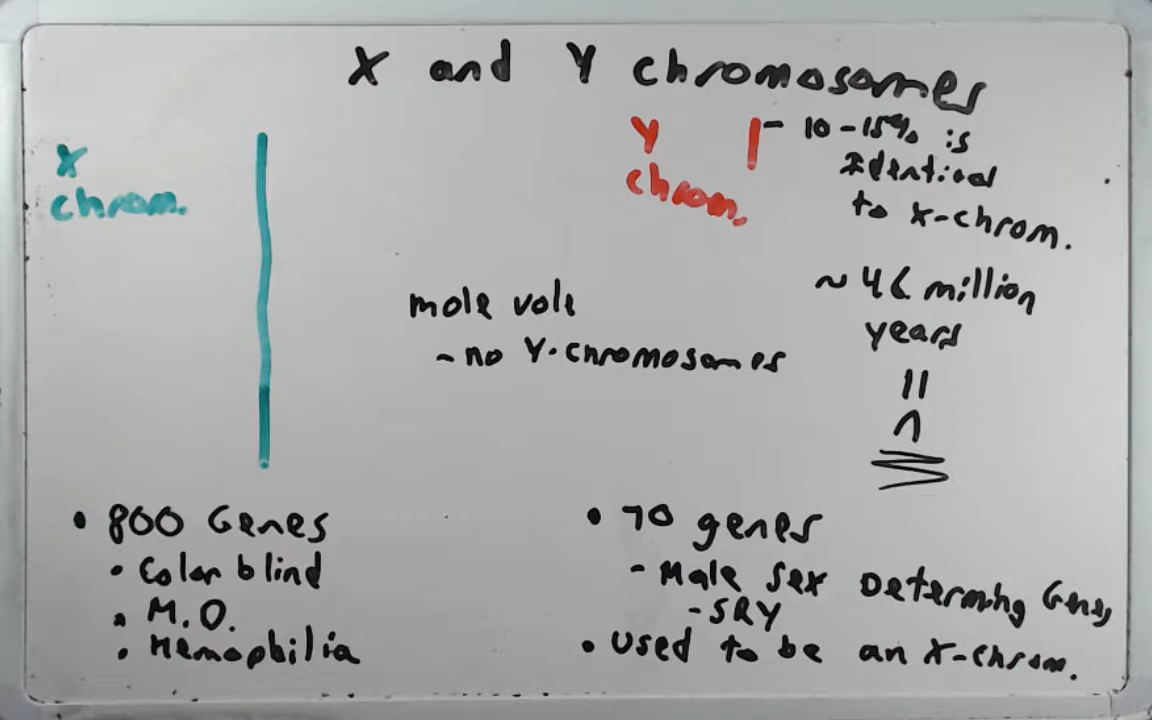 X and Y chromosomes
X
chrom.
Y
chrom.
- 10-15% is
Identical
to X-chrom.
mole vole
- no Y-chromosomes
~ 46 million
years
• 800 Genes
• Color blind
• M.D.
• Hemophilia
• 70 genes
- Male Sex Determing Genes
- SRY
• Used to be an X-chrom.